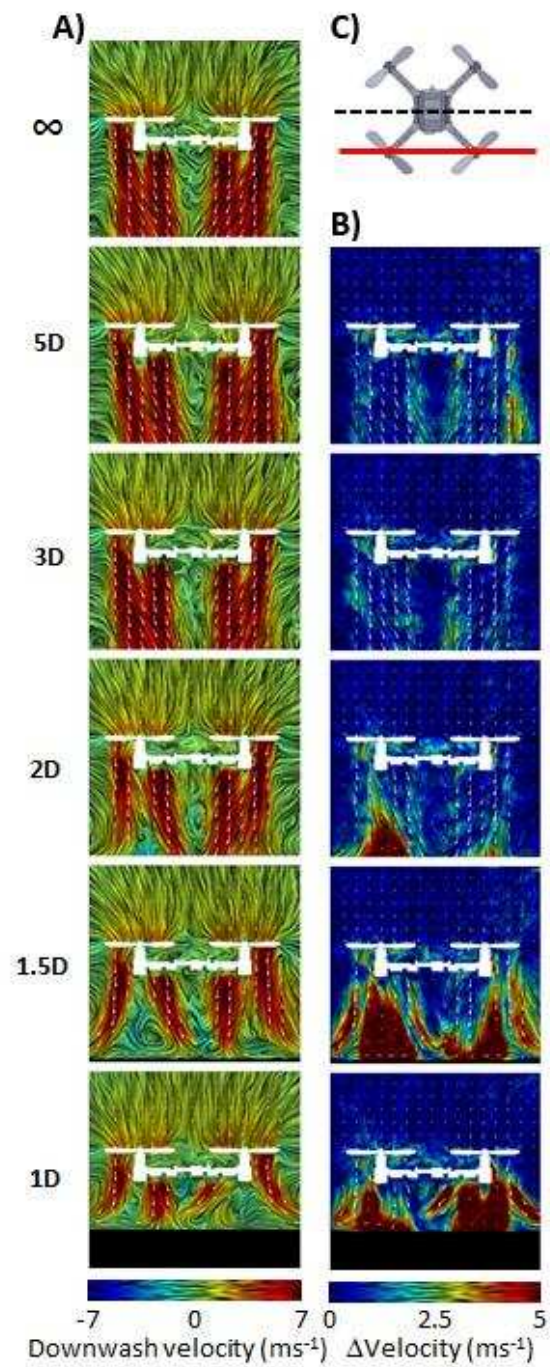 A)
C)
∞
B)
5D
3D
2D
1.5D
1D
-7 0 7
0 2.5 5
Downwash velocity (ms⁻¹) ΔVelocity (ms⁻¹)